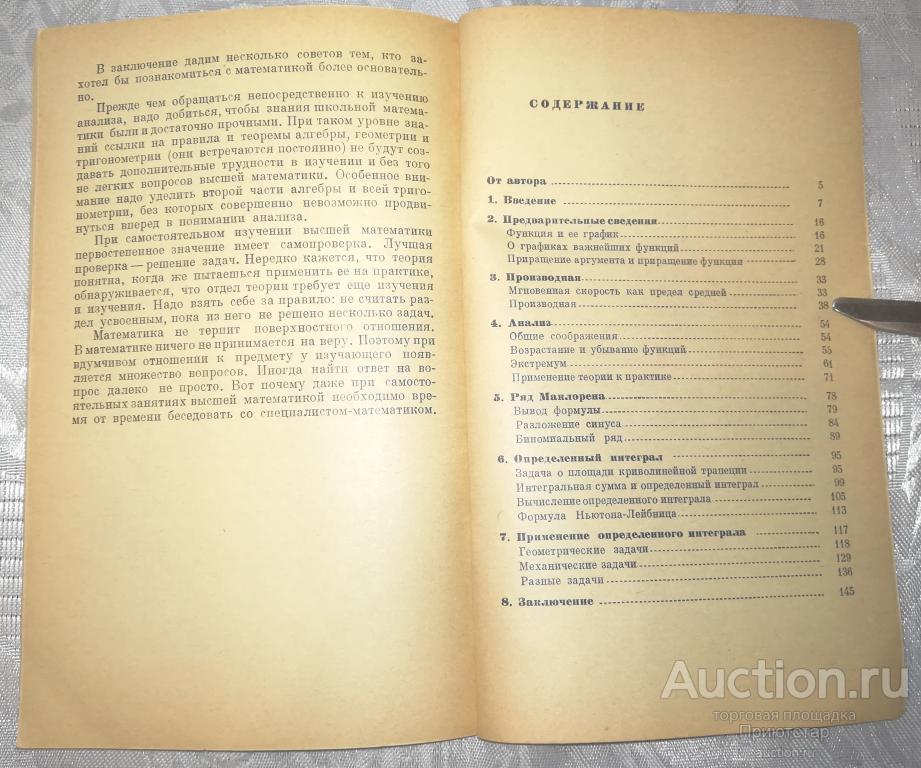 В заключение дадим несколько советов тем, кто за-
хотел бы познакомиться с математикой более основатель-
но.
Прежде чем обращаться непосредственно к изучению
анализа, надо добиться, чтобы знания школьной матема-
тики были и достаточно прочными. При таком уровне зна-
ний ссылки на правила и теоремы алгебры, геометрии и
тригонометрии (они встречаются постоянно) не будут соз-
давать дополнительные трудности в изучении и без того
не легких вопросов высшей математики. Особенное вни-
мание надо уделить второй части алгебры и всей триго-
нометрии, без которых совершенно невозможно продви-
нуться вперед в понимании анализа.
При самостоятельном изучении высшей математики
первостепенное значение имеет самопроверка. Лучшая
проверка — решение задач. Нередко кажется, что теория
понятна, когда же пытаешься применить ее на практике,
обнаруживается, что отдел теории требует еще изучения
и изучения. Надо взять себе за правило: не считать раз-
дел усвоенным, пока из него не решено несколько задач.
Математика не терпит поверхностного отношения.
В математике ничего не принимается на веру. Поэтому при
вдумчивом отношении к предмету у изучающего появ-
ляется множество вопросов. Иногда найти ответ на во-
прос далеко не просто. Вот почему даже при самосто-
ятельных занятиях высшей математикой необходимо вре-
мя от времени беседовать со специалистом-математиком.
СОДЕРЖАНИЕ
От автора 5
1. Введение 7
2. Предварительные сведения 16
Функция и ее график 16
О графиках важнейших функций 21
Приращение аргумента и приращение функции 28
3. Производная 33
Мгновенная скорость как предел средней 33
Производная 38
4. Анализ 54
Общие соображения 54
Возрастание и убывание функций 55
Экстремум 61
Применение теории к практике 71
5. Ряд Маклорена 78
Вывод формулы 79
Разложение синуса 84
Биномиальный ряд 89
6. Определенный интеграл 95
Задача о площади криволинейной трапеции 95
Интегральная сумма и определенный интеграл 99
Вычисление определенного интеграла 105
Формула Ньютона-Лейбница 113
7. Применение определенного интеграла 117
Геометрические задачи 118
Механические задачи 129
Разные задачи 136
8. Заключение 145
Auction.ru
торговая площадка
Приютстар
auction.ru